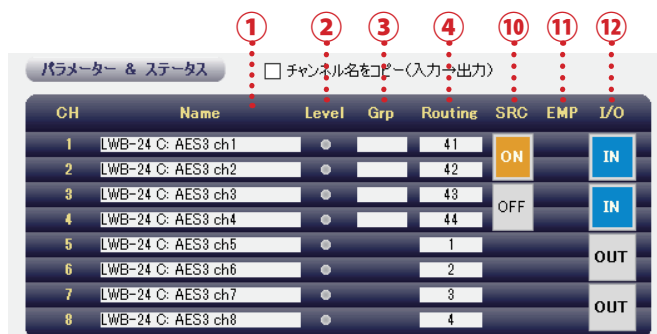 ① ② ③ ④ ⑩ ⑪ ⑫
パラメーター & ステータス チャンネル名をコピー(入力→出力)
CH Name Level Grp Routing SRC EMP I/O
1 LWB-24 C: AES3 ch1 41 ON IN
2 LWB-24 C: AES3 ch2 42
3 LWB-24 C: AES3 ch3 43 OFF IN
4 LWB-24 C: AES3 ch4 44
5 LWB-24 C: AES3 ch5 1 OUT
6 LWB-24 C: AES3 ch6 2
7 LWB-24 C: AES3 ch7 3 OUT
8 LWB-24 C: AES3 ch8 4